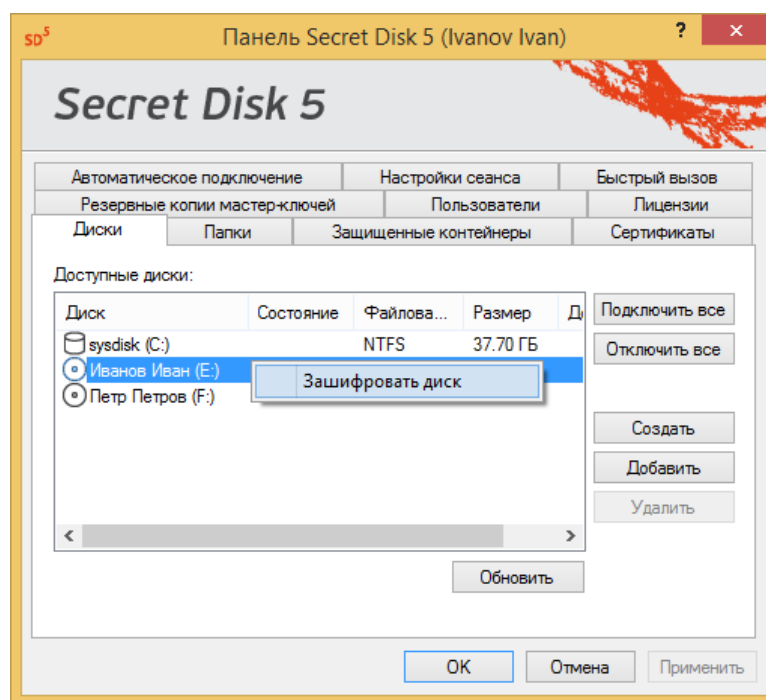 SD5 Панель Secret Disk 5 (Ivanov Ivan) ? ×
Secret Disk 5
Автоматическое подключение Настройки сеанса Быстрый вызов
Резервные копии мастер-ключей Пользователи Лицензии
Диски Папки Защищенные контейнеры Сертификаты
Доступные диски:
Диск Состояние Файлова... Размер До
Подключить все
sysdisk (C:) NTFS 37.70 ГБ
Отключить все
Иванов Иван (E:)
Зашифровать диск
Петр Петров (F:)
Создать
Добавить
Удалить
Обновить
OK Отмена Применить